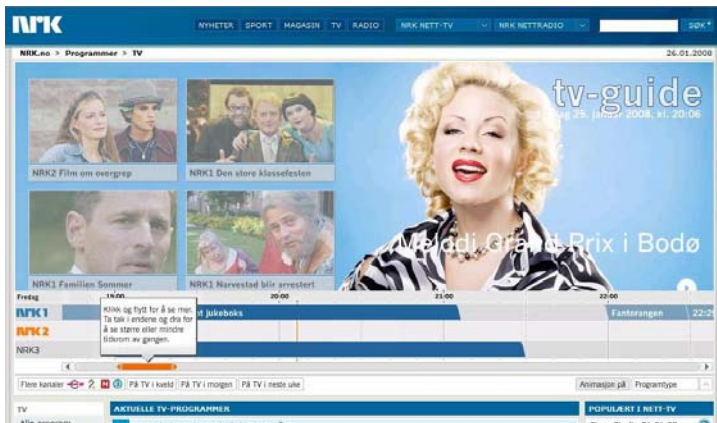 NRK
NYHETER SPORT MAGASIN TV RADIO NRK NETT-TV NRK NETTRADIO SØK
NRK.no > Programmer > TV
26.01.2008
tv-guide
25. januar 2008, kl. 20:06
NRK2 Film om overgrep
NRK1 Den store klassefesten
Melodi Grand Prix i Bodø
NRK1 Familien Sommer
NRK1 Narvestad blir arrestert
Fredag 19:00 20:00 21:00 22:00
NRK1
jukeboks
Fantorangen
22:25
NRK2
NRK3
Klikk og flytt for å se mer.
Ta tak i endene og dra for
å se større eller mindre
tidsrom av gangen.
Flere kanaler
På TV i kveld
På TV i morgen
På TV i neste uke
Animasjon på
Programtype
TV
AKTUELLE TV-PROGRAMMER
POPULÆRT I NETT-TV